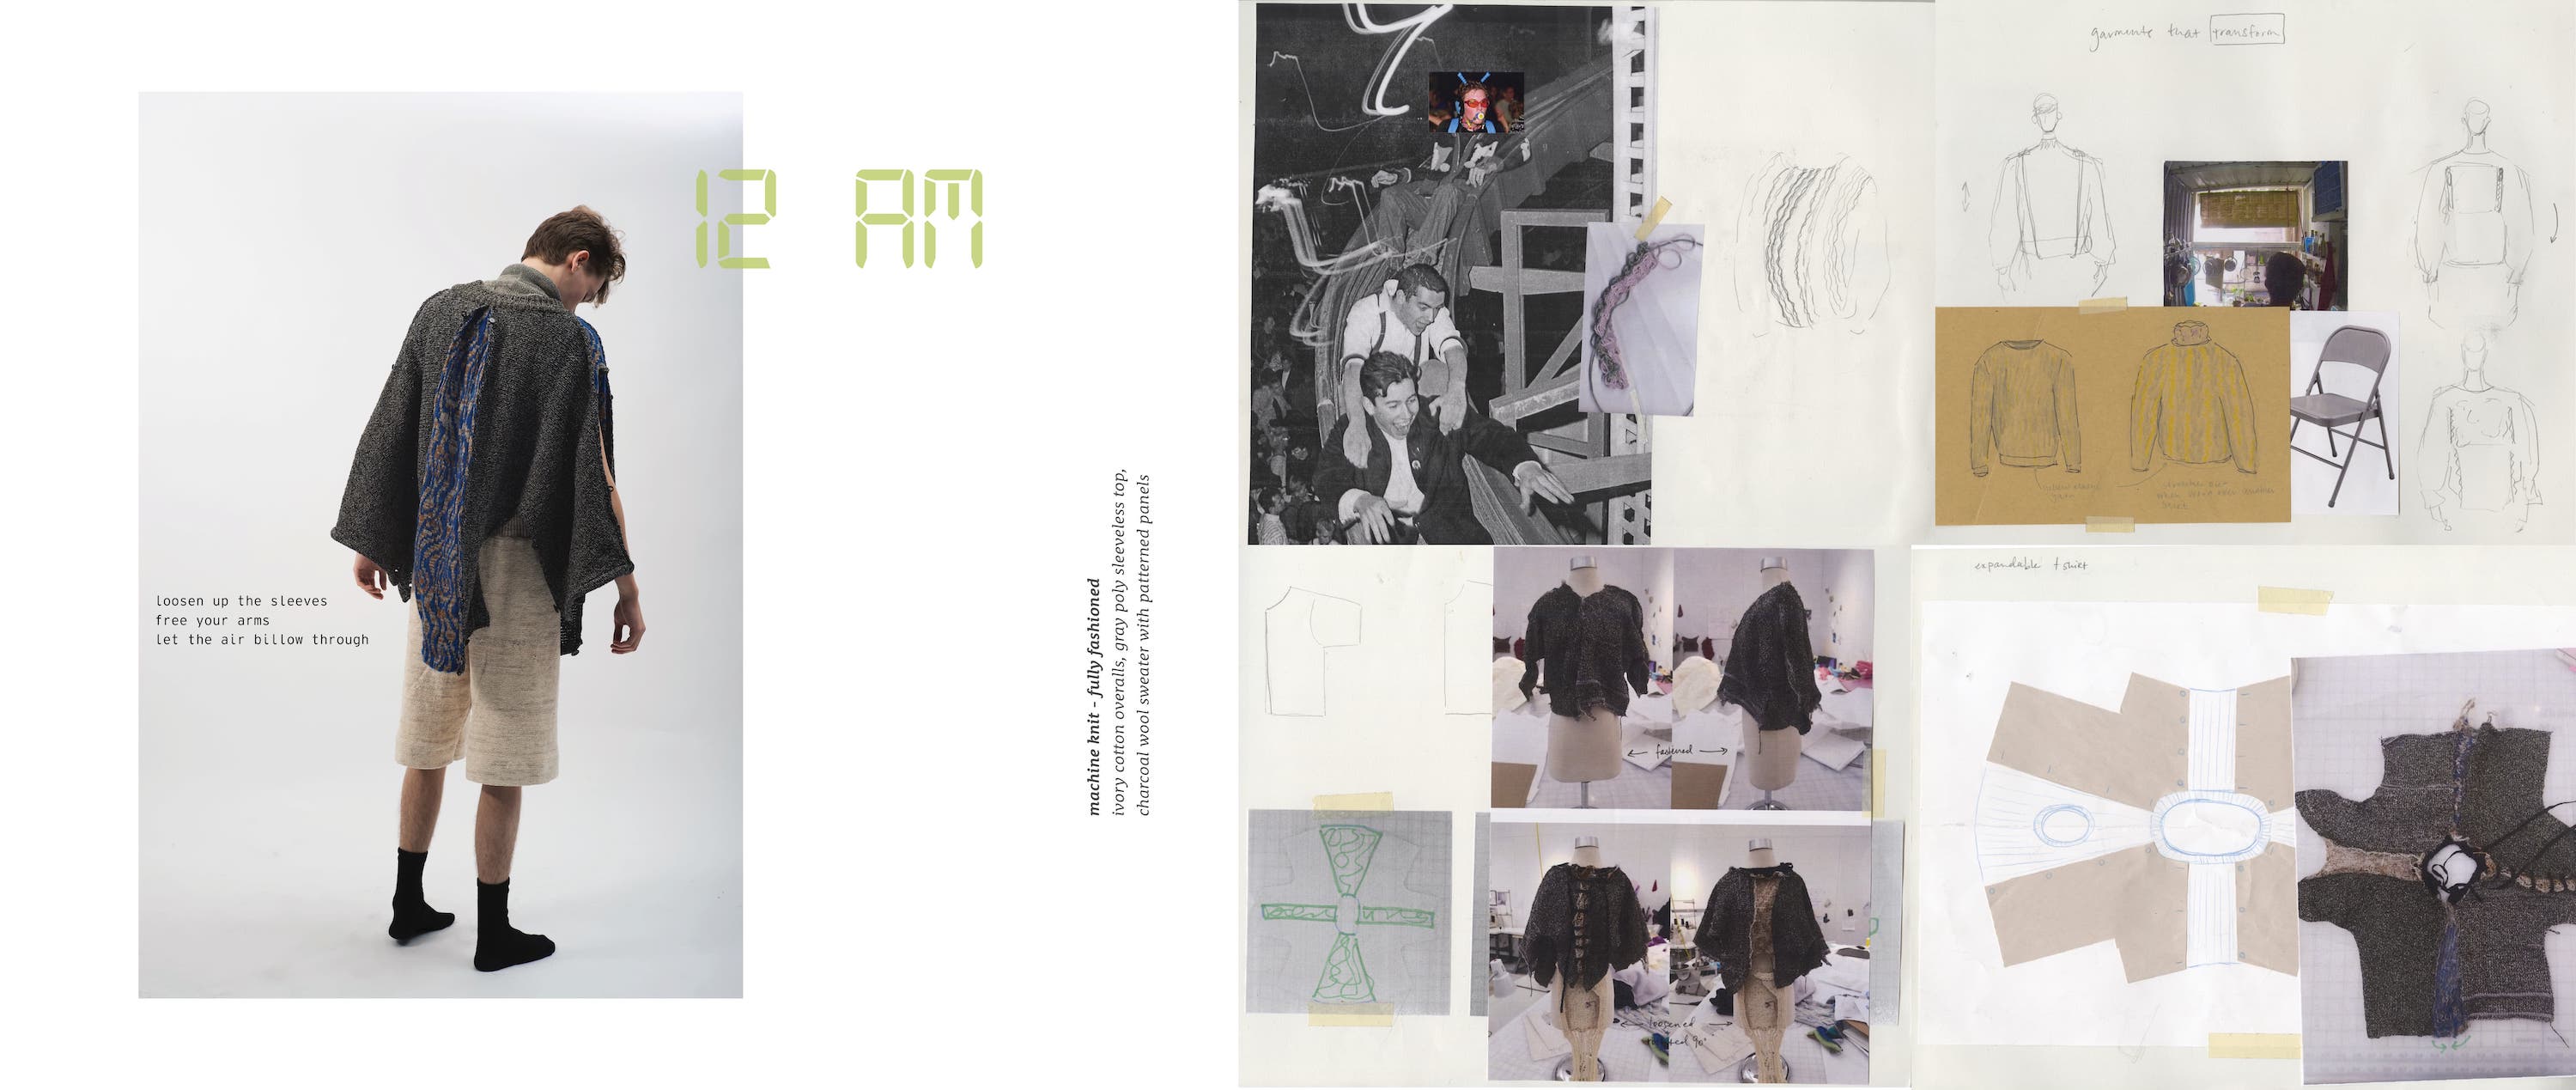 12 AM
loosen up the sleeves
free your arms
let the air billow through
machine knit - fully fashioned
ivory cotton overalls, gray poly sleeveless top,
charcoal wool sweater with patterned panels
garments that transform
← fastened →
← loosened →
90°
expandable t shirt